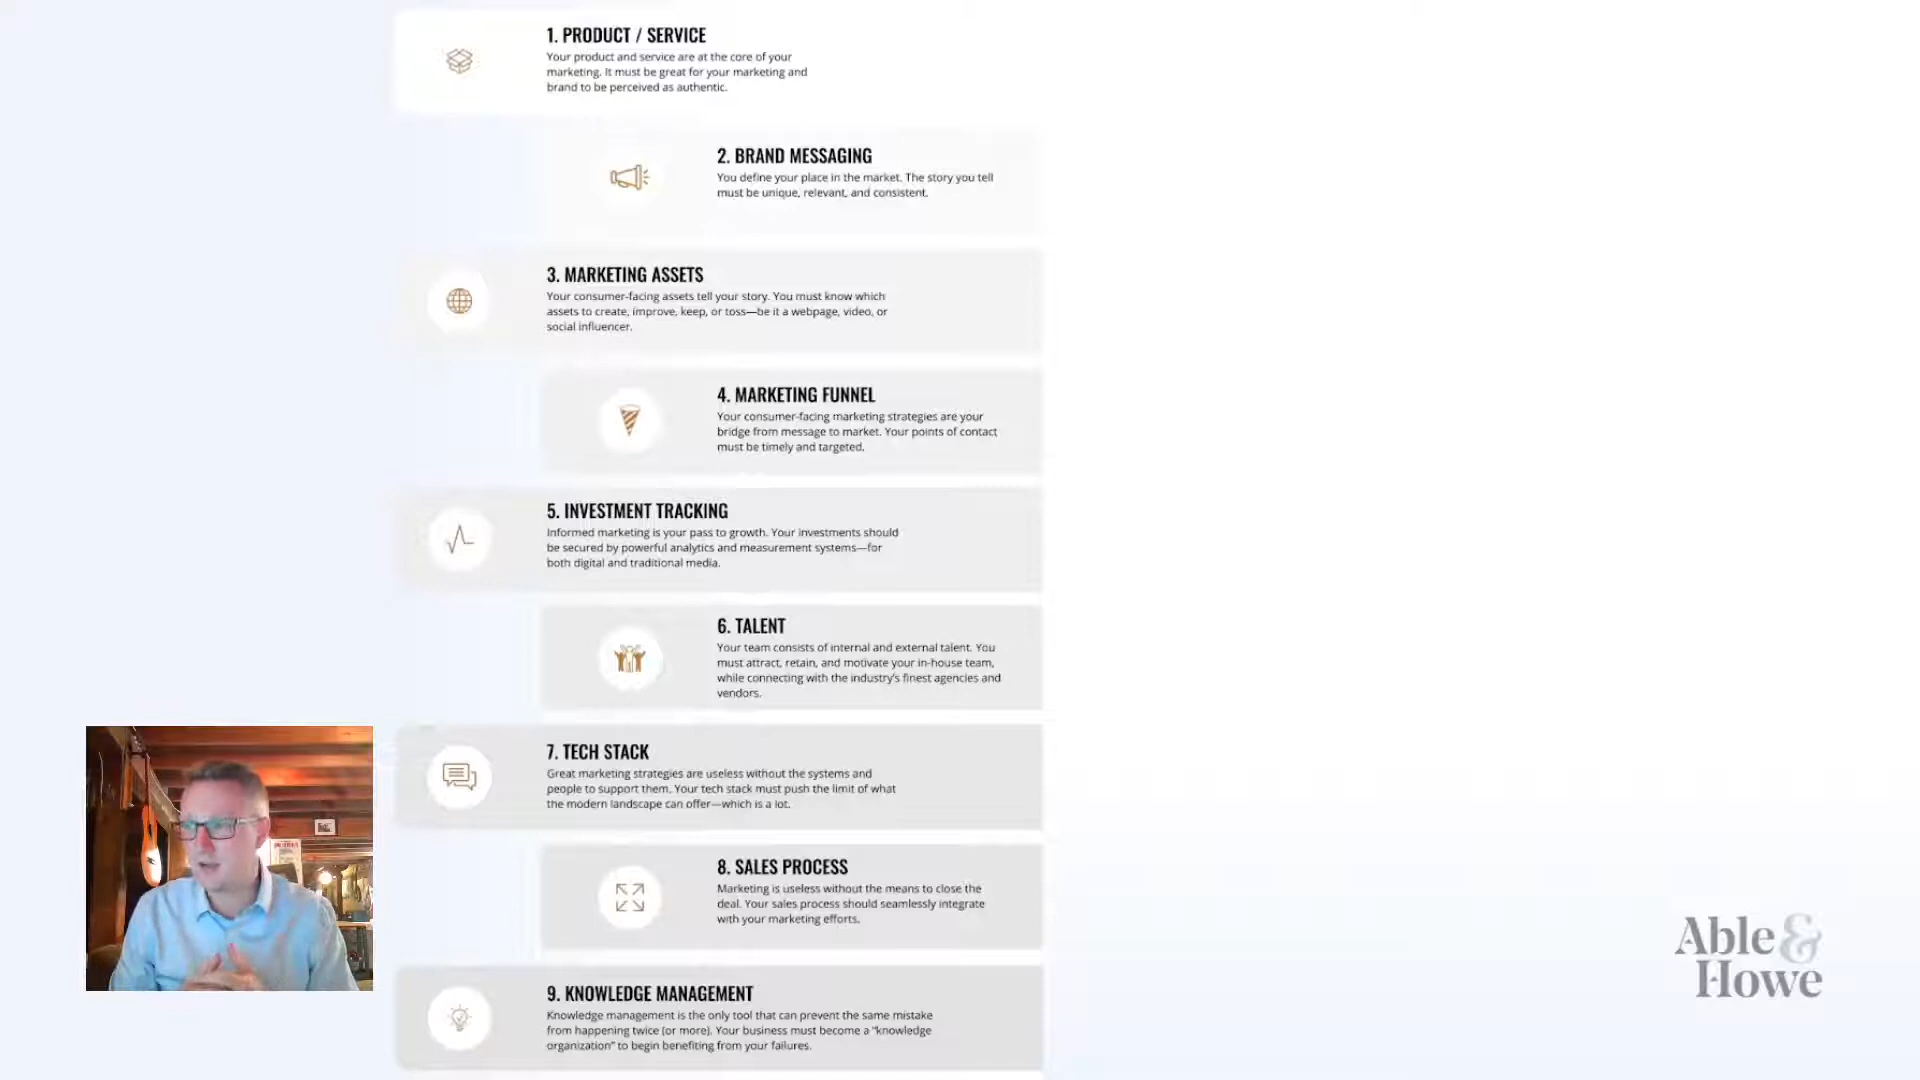 1. PRODUCT / SERVICE
Your product and service are at the core of your
marketing. It must be great for your marketing and
brand to be perceived as authentic.
2. BRAND MESSAGING
You define your place in the market. The story you tell
must be unique, relevant, and consistent.
3. MARKETING ASSETS
Your consumer-facing assets tell your story. You must know which
assets to create, improve, keep, or toss—be it a webpage, video, or
social influencer.
4. MARKETING FUNNEL
Your consumer-facing marketing strategies are your
bridge from message to market. Your points of contact
must be timely and targeted.
5. INVESTMENT TRACKING
Informed marketing is your pass to growth. Your investments should
be secured by powerful analytics and measurement systems—for
both digital and traditional media.
6. TALENT
Your team consists of internal and external talent. You
must attract, retain, and motivate your in-house team,
while connecting with the industry's finest agencies and
vendors.
7. TECH STACK
Great marketing strategies are useless without the systems and
people to support them. Your tech stack must push the limit of what
the modern landscape can offer—which is a lot.
8. SALES PROCESS
Marketing is useless without the means to close the
deal. Your sales process should seamlessly integrate
with your marketing efforts.
9. KNOWLEDGE MANAGEMENT
Knowledge management is the only tool that can prevent the same mistake
from happening twice (or more). Your business must become a "knowledge
organization" to begin benefiting from your failures.
Able &
Howe